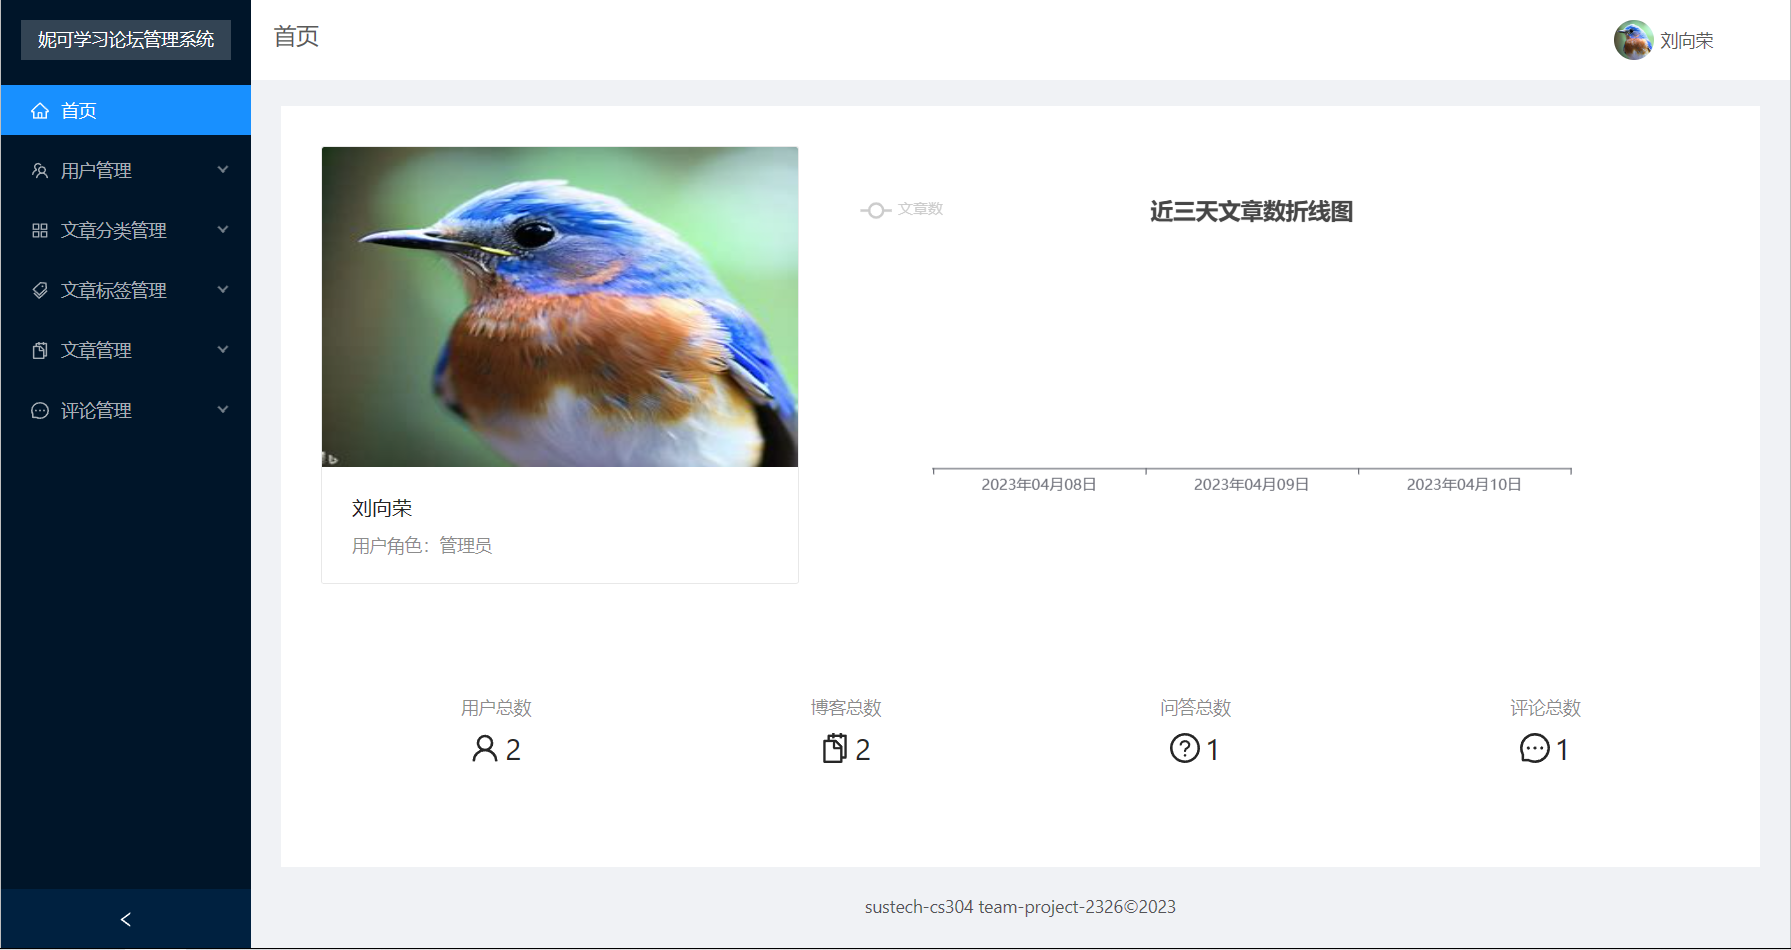 妮可学习论坛管理系统
首页
刘向荣
首页
用户管理
文章分类管理
文章标签管理
文章管理
评论管理
文章数
近三天文章数折线图
2023年04月08日
2023年04月09日
2023年04月10日
刘向荣
用户角色：管理员
用户总数
2
博客总数
2
问答总数
1
评论总数
1
sustech-cs304 team-project-2326©2023